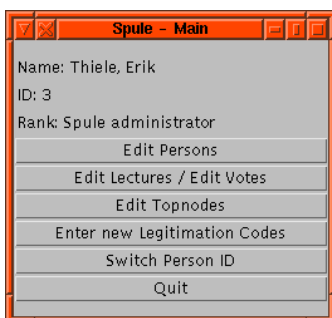 Spule - Main
Name: Thiele, Erik
ID: 3
Rank: Spule administrator
Edit Persons
Edit Lectures / Edit Votes
Edit Topnodes
Enter new Legitimation Codes
Switch Person ID
Quit